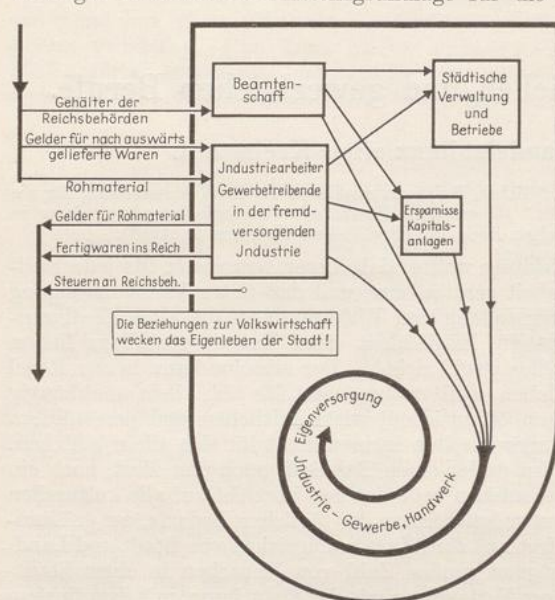 Beamten-
schaft
Städtische
Verwaltung
und
Betriebe
Gehälter der
Reichsbehörden
Gelder für nach auswärts
gelieferte Waren
Rohmaterial
Jndustriearbeiter
Gewerbetreibende
in der fremd-
versorgenden
Jndustrie
Ersparnisse
Kapitals-
anlagen
Gelder für Rohmaterial
Fertigwaren ins Reich
Steuern an Reichsbeh.
Die Beziehungen zur Volkswirtschaft
wecken das Eigenleben der Stadt!
Eigenversorgung
Jndustrie – Gewerbe, Handwerk